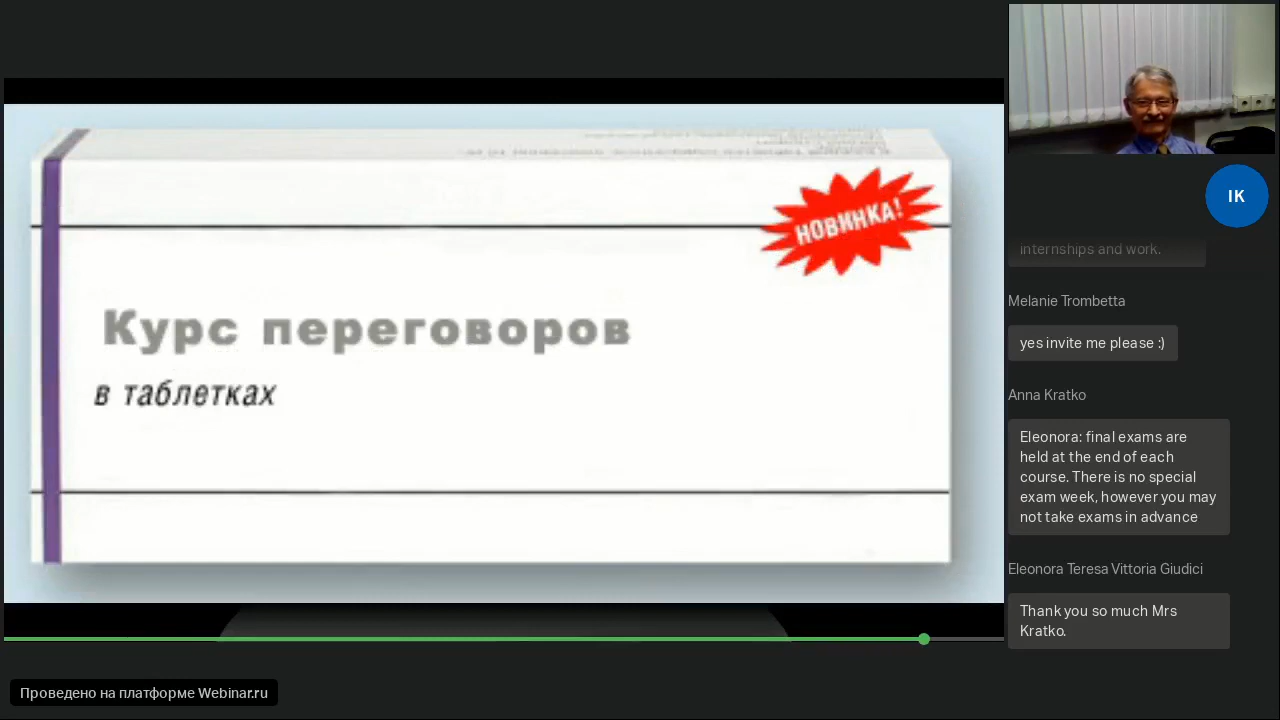 НОВИНКА!
Курс переговоров
в таблетках
IK
internships and work.
Melanie Trombetta
yes invite me please :)
Anna Kratko
Eleonora: final exams are
held at the end of each
course. There is no special
exam week, however you may
not take exams in advance
Eleonora Teresa Vittoria Giudici
Thank you so much Mrs
Kratko.
Проведено на платформе Webinar.ru